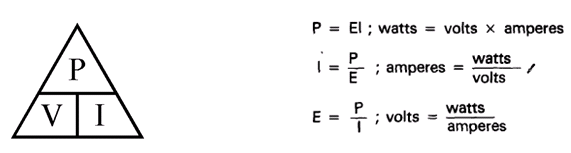 P
V I
P = EI ; watts = volts × amperes
I = P/E ; amperes = watts/volts
E = P/I ; volts = watts/amperes